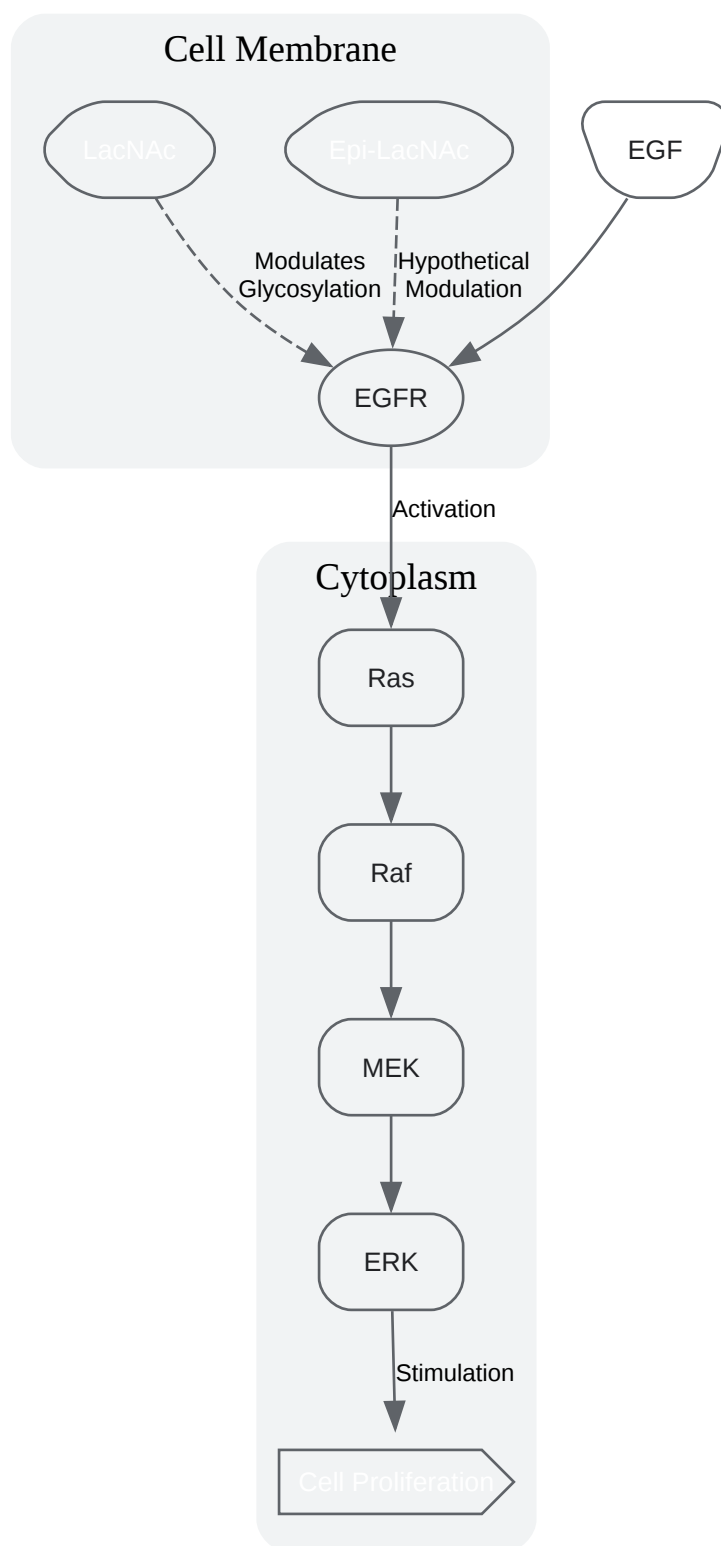 Cell Membrane
LacNAc
Epi-LacNAc
EGF
Modulates
Glycosylation
Hypothetical
Modulation
EGFR
Activation
Cytoplasm
Ras
Raf
MEK
ERK
Stimulation
Cell Proliferation